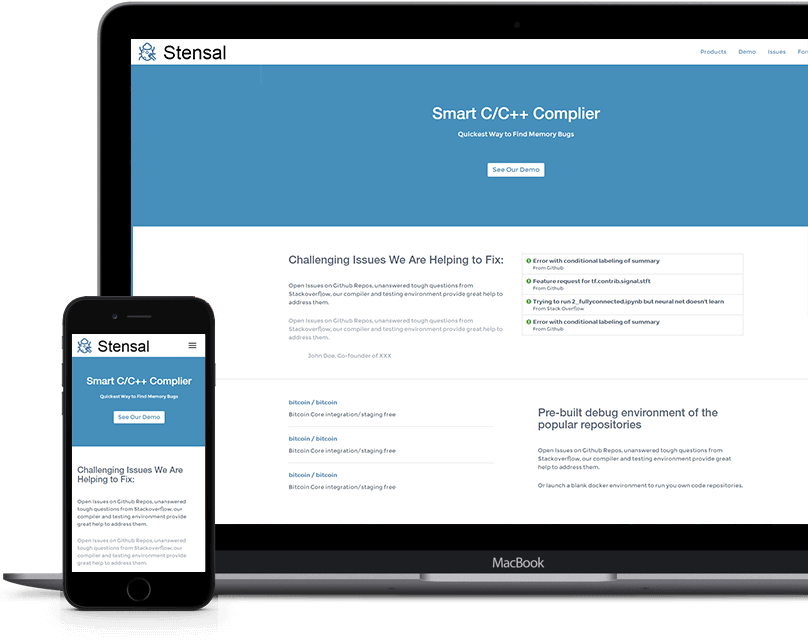 Stensal
Products Demo Issues
Smart C/C++ Complier
Quickest Way to Find Memory Bugs
See Our Demo
Challenging Issues We Are Helping to Fix:
Open Issues on Github Repos, unanswered tough questions from
Stackoverflow, our compiler and testing environment provide great help to
address them.
Open Issues on Github Repos, unanswered tough questions from
Stackoverflow, our compiler and testing environment provide great help to
address them.
John Doe, Co-founder of XXX
Error with conditional labeling of summary
From Github
Feature request for tf.contrib.signal.stft
From Github
Trying to run 2_fullyconnected.ipynb but neural net doesn't learn
From Stack Overflow
Error with conditional labeling of summary
From Github
bitcoin / bitcoin
Bitcoin Core integration/staging free
bitcoin / bitcoin
Bitcoin Core integration/staging free
bitcoin / bitcoin
Bitcoin Core integration/staging free
Pre-built debug environment of the
popular repositories
Open Issues on Github Repos, unanswered tough questions from
Stackoverflow, our compiler and testing environment provide great
help to address them.
Or launch a blank docker environment to run you own code repositories.
MacBook
Stensal
Smart C/C++ Complier
Quickest Way to Find Memory Bugs
See Our Demo
Challenging Issues We Are
Helping to Fix:
Open Issues on Github Repos, unanswered
tough questions from Stackoverflow, our
compiler and testing environment provide
great help to address them.
Open Issues on Github Repos, unanswered
tough questions from Stackoverflow, our
compiler and testing environment provide
great help to address them.